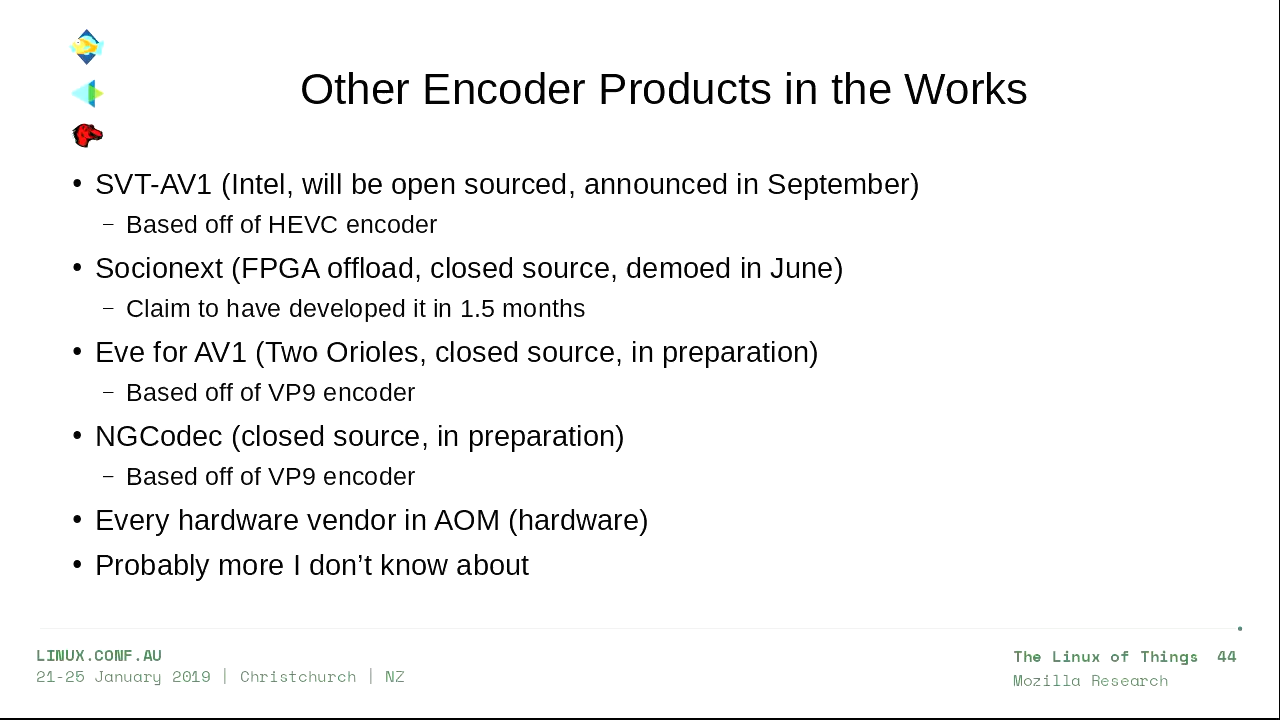 Other Encoder Products in the Works
• SVT-AV1 (Intel, will be open sourced, announced in September)
– Based off of HEVC encoder
• Socionext (FPGA offload, closed source, demoed in June)
– Claim to have developed it in 1.5 months
• Eve for AV1 (Two Orioles, closed source, in preparation)
– Based off of VP9 encoder
• NGCodec (closed source, in preparation)
– Based off of VP9 encoder
• Every hardware vendor in AOM (hardware)
• Probably more I don’t know about
LINUX.CONF.AU
21-25 January 2019 | Christchurch | NZ
The Linux of Things 44
Mozilla Research